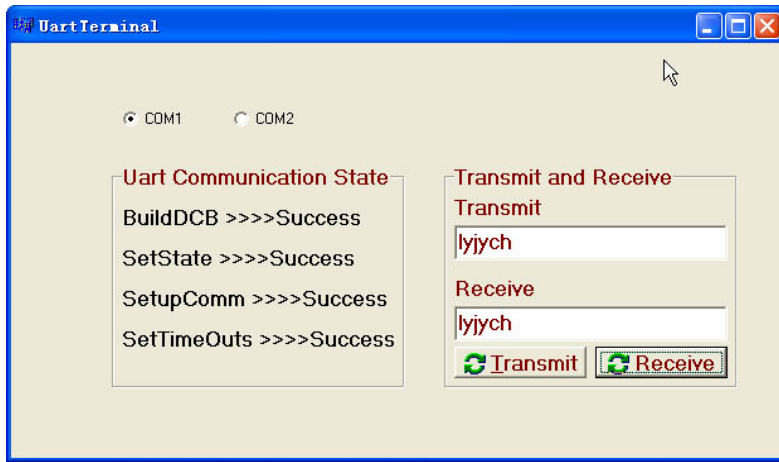 UartTerminal
COM1 COM2
Uart Communication State
BuildDCB >>>>Success
SetState >>>>Success
SetupComm >>>>Success
SetTimeOuts >>>>Success
Transmit and Receive
Transmit
lyjych
Receive
lyjych
Transmit Receive